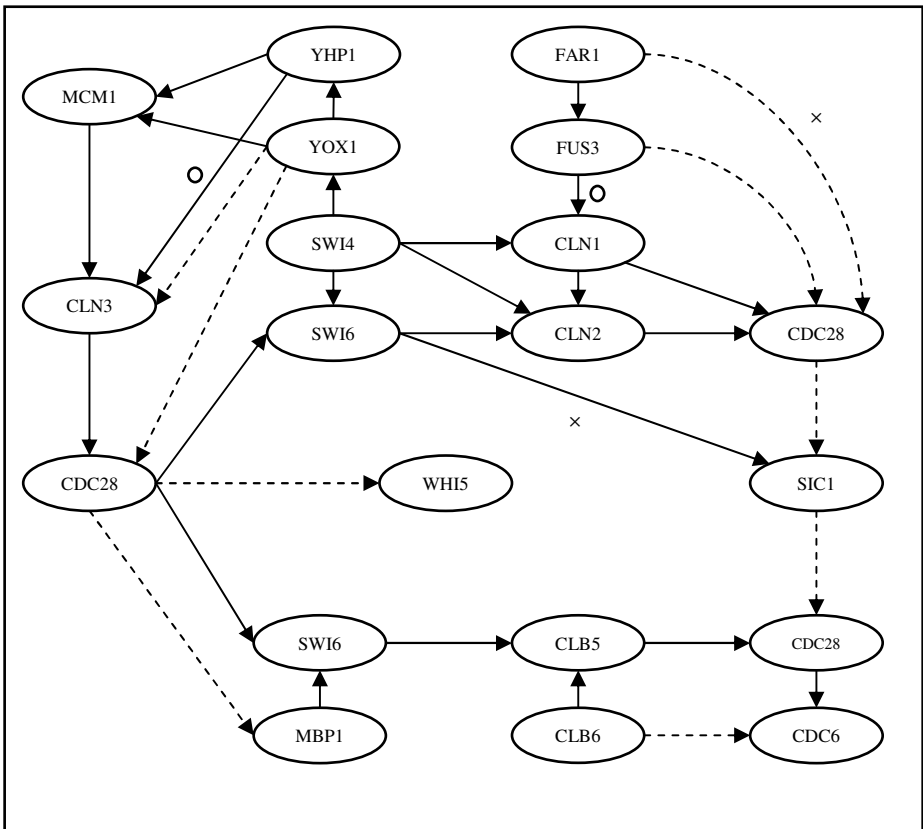 YHP1
FAR1
MCM1
×
YOX1
FUS3
SWI4
CLN1
CLN3
SWI6
CLN2
CDC28
×
CDC28
WHI5
SIC1
SWI6
CLB5
CDC28
MBP1
CLB6
CDC6